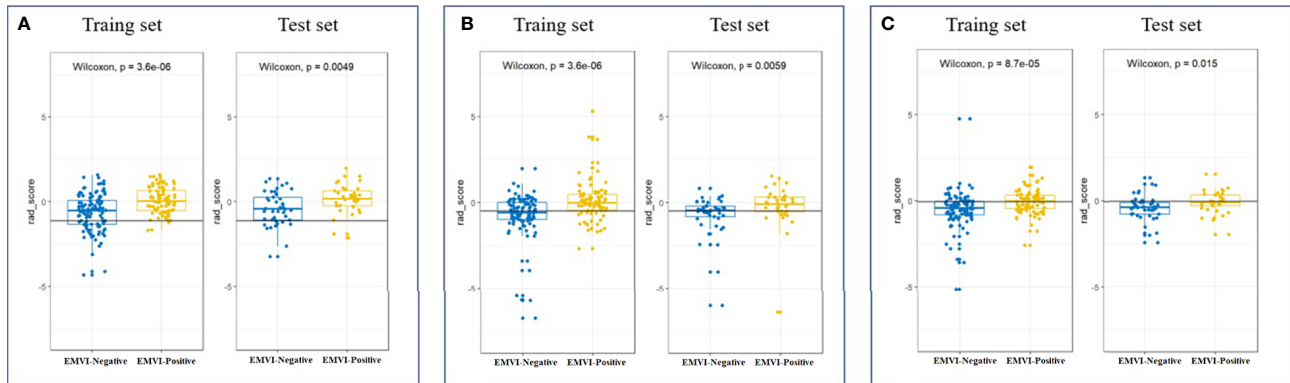 A
Traing set
Test set
Wilcoxon, p = 3.6e-06
Wilcoxon, p = 0.0049
rad_score
5
0
-5
rad_score
5
0
-5
EMVI-Negative EMVI-Positive
EMVI-Negative EMVI-Positive
B
Traing set
Test set
Wilcoxon, p = 3.6e-06
Wilcoxon, p = 0.0059
rad_score
5
0
-5
rad_score
5
0
-5
EMVI-Negative EMVI-Positive
EMVI-Negative EMVI-Positive
C
Traing set
Test set
Wilcoxon, p = 8.7e-05
Wilcoxon, p = 0.015
rad_score
5
0
-5
rad_score
5
0
-5
EMVI-Negative EMVI-Positive
EMVI-Negative EMVI-Positive